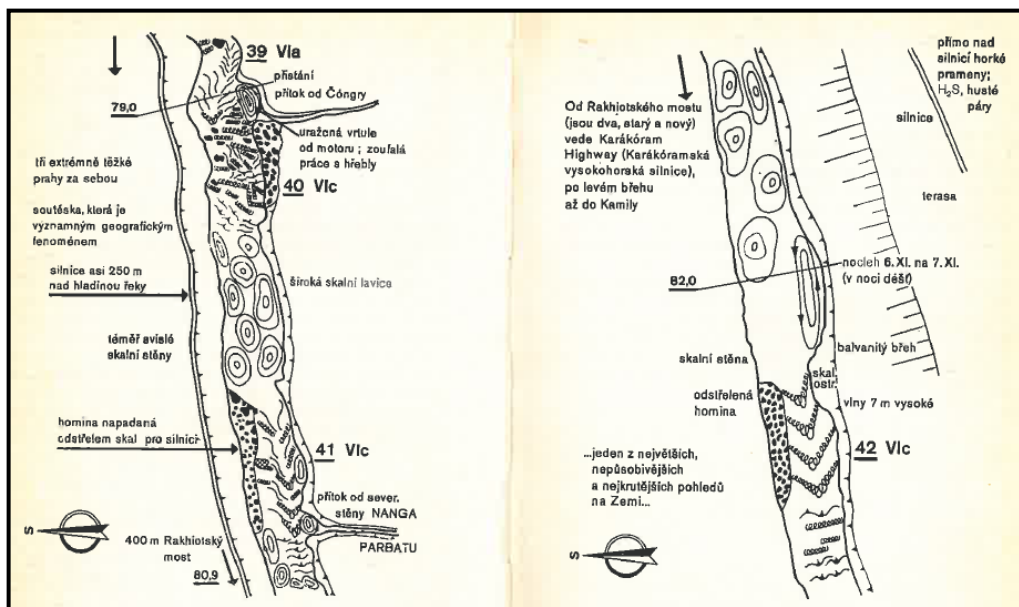 39 VIa
přistání
přítok od Čóngry
79,0
uražená vrtule
od motoru ; zoufalá
práce s hřebly
tři extrémně těžké
prahy za sebou
40 VIc
soutěska, která je
významným geografickým
fenoménem
silnice asi 250 m
nad hladinou řeky
široká skalní lavice
téměř svislé
skalní stěny
homina napadaná
odstřelem skal pro silnici
41 VIc
přítok od sever.
stěny NANGA
PARBATU
S
400 m Rakhiotský
most
80,9
přímo nad
silnicí horké
prameny;
H₂S, husté
páry
Od Rakhiotského mostu
(jsou dva, starý a nový)
vede Karákóram
Highway (Karákóramská
vysokohorská silnice),
po levém břehu
až do Kamily
silnice
terasa
nocleh 6. XI. na 7. XI.
(v noci déšť)
82,0
balvanitý břeh
skalní stěna
skal.
ostr.
odstřelená
homina
vlny 7 m vysoké
42 VIc
...jeden z největších,
nepůsobivějších
a nejkrutějších pohledů
na Zemi...
S